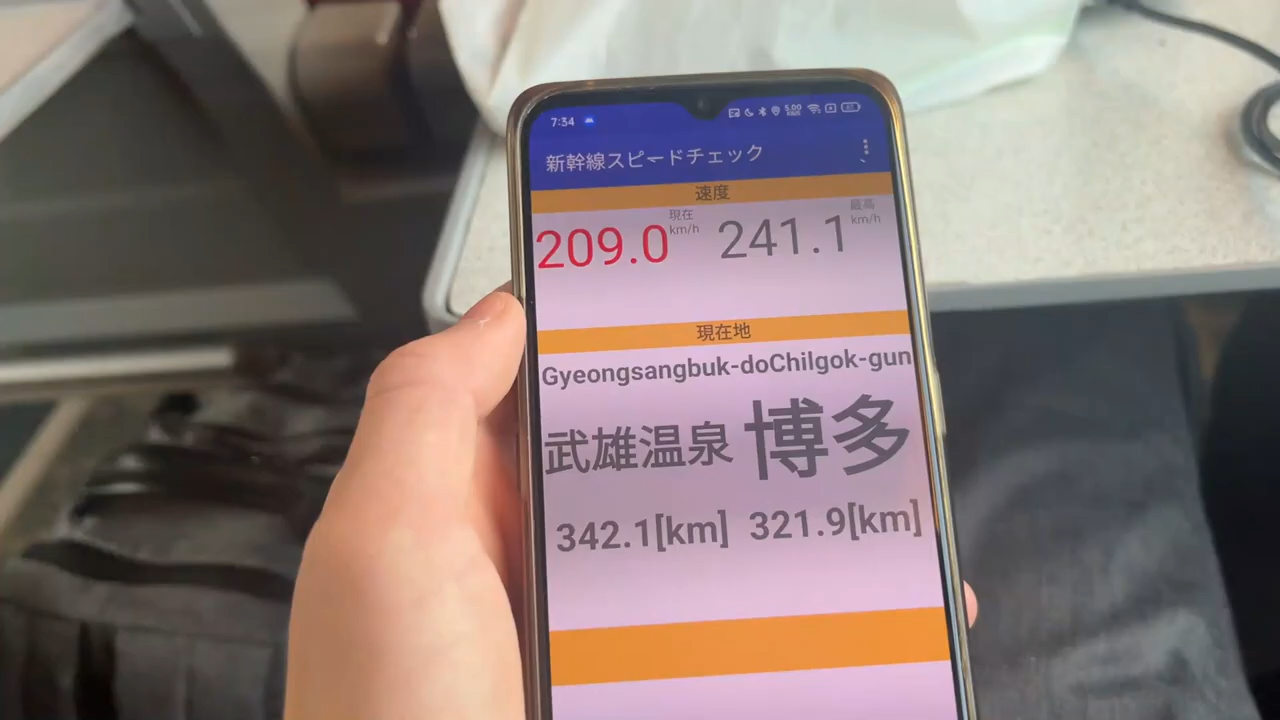 7:34
5.00
新幹線スピードチェック
速度
209.0 現在 km/h 241.1 最高 km/h
現在地
Gyeongsangbuk-doChilgok-gun
武雄温泉 博多
342.1[km] 321.9[km]